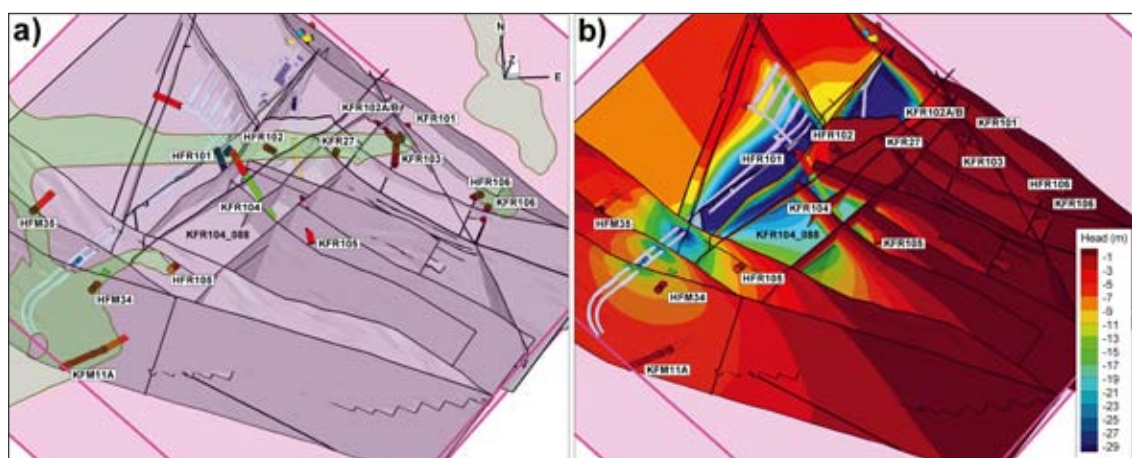 a)
N
Z
E
KFR102A/B
KFR101
HFR102
KFR27
HFR101
KFR103
HFR106
KFR106
KFR104
HFM35
KFR104_088
KFR105
HFR105
HFM34
KFM11A
b)
KFR102A/B
KFR101
HFR102
KFR27
HFR101
KFR103
HFR106
KFR106
KFR104
HFM35
KFR104_088
KFR105
HFR105
HFM34
KFM11A
Head (m)
-1
-3
-5
-7
-9
-11
-13
-15
-17
-19
-21
-23
-25
-27
-29